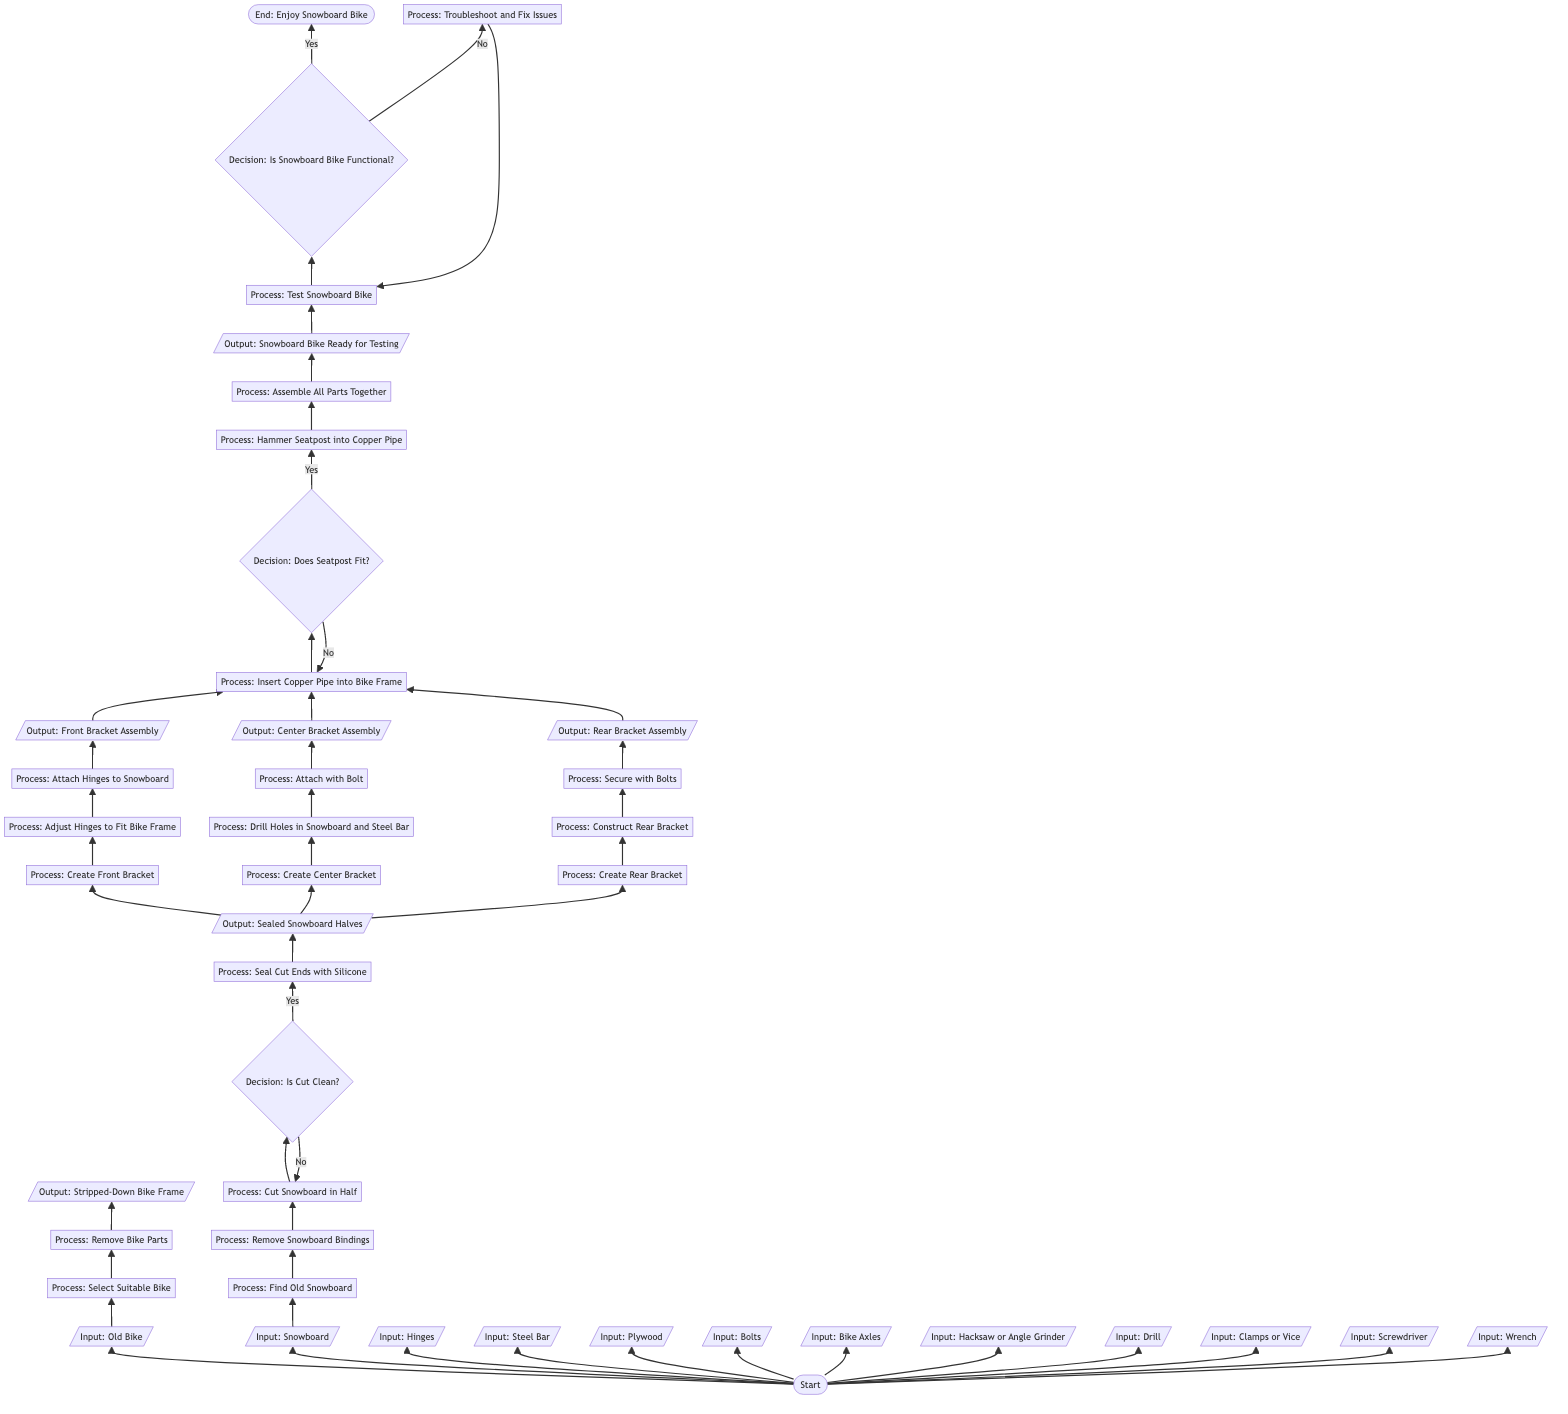 End: Enjoy Snowboard Bike
Process: Troubleshoot and Fix Issues
Yes
No
Decision: Is Snowboard Bike Functional?
Process: Test Snowboard Bike
Output: Snowboard Bike Ready for Testing
Process: Assemble All Parts Together
Process: Hammer Seatpost into Copper Pipe
Yes
Decision: Does Seatpost Fit?
No
Process: Insert Copper Pipe into Bike Frame
Output: Front Bracket Assembly
Output: Center Bracket Assembly
Output: Rear Bracket Assembly
Process: Attach Hinges to Snowboard
Process: Attach with Bolt
Process: Secure with Bolts
Process: Adjust Hinges to Fit Bike Frame
Process: Drill Holes in Snowboard and Steel Bar
Process: Construct Rear Bracket
Process: Create Front Bracket
Process: Create Center Bracket
Process: Create Rear Bracket
Output: Sealed Snowboard Halves
Process: Seal Cut Ends with Silicone
Yes
Decision: Is Cut Clean?
No
Output: Stripped-Down Bike Frame
Process: Cut Snowboard in Half
Process: Remove Bike Parts
Process: Remove Snowboard Bindings
Process: Select Suitable Bike
Process: Find Old Snowboard
Input: Old Bike
Input: Snowboard
Input: Hinges
Input: Steel Bar
Input: Plywood
Input: Bolts
Input: Bike Axles
Input: Hacksaw or Angle Grinder
Input: Drill
Input: Clamps or Vice
Input: Screwdriver
Input: Wrench
Start